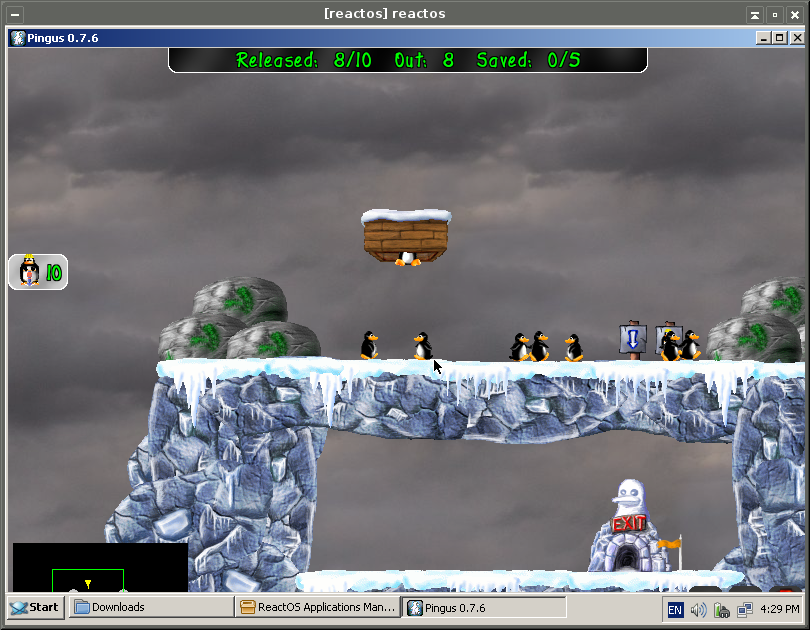 [reactos] reactos
Pingus 0.7.6
Released: 8/10 Out: 8 Saved: 0/5
10
EXIT
Start Downloads ReactOS Applications Man... Pingus 0.7.6 EN 4:29 PM